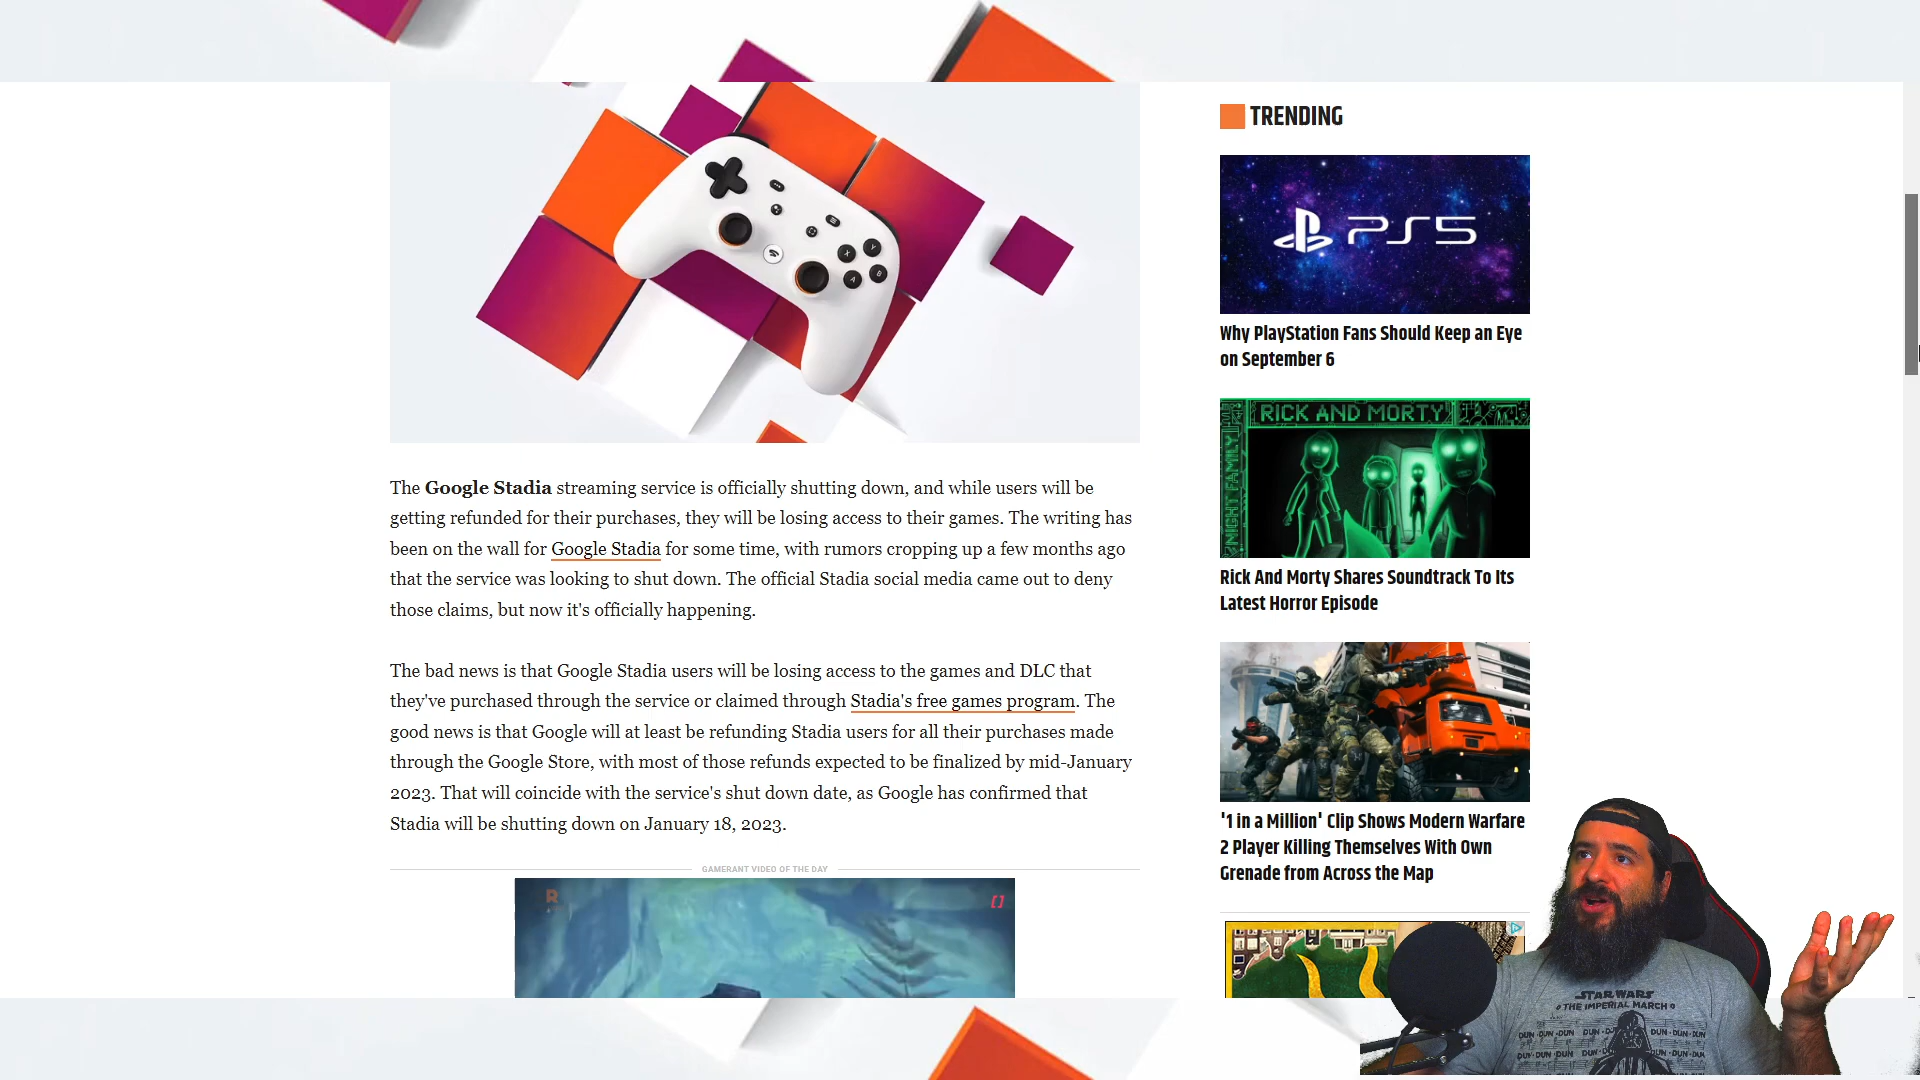 TRENDING
PS5
Why PlayStation Fans Should Keep an Eye
on September 6
RICK AND MORTY
NIGHT FAMILY
Rick And Morty Shares Soundtrack To Its
Latest Horror Episode
'1 in a Million' Clip Shows Modern Warfare
2 Player Killing Themselves With Own
Grenade from Across the Map
X
Y
A
B
The Google Stadia streaming service is officially shutting down, and while users will be
getting refunded for their purchases, they will be losing access to their games. The writing has
been on the wall for Google Stadia for some time, with rumors cropping up a few months ago
that the service was looking to shut down. The official Stadia social media came out to deny
those claims, but now it's officially happening.
The bad news is that Google Stadia users will be losing access to the games and DLC that
they've purchased through the service or claimed through Stadia's free games program. The
good news is that Google will at least be refunding Stadia users for all their purchases made
through the Google Store, with most of those refunds expected to be finalized by mid-January
2023. That will coincide with the service's shut down date, as Google has confirmed that
Stadia will be shutting down on January 18, 2023.
GAMERANT VIDEO OF THE DAY
R
STAR WARS
THE IMPERIAL MARCH
DUN · DUN · DUN
DUN · DUN · DUN